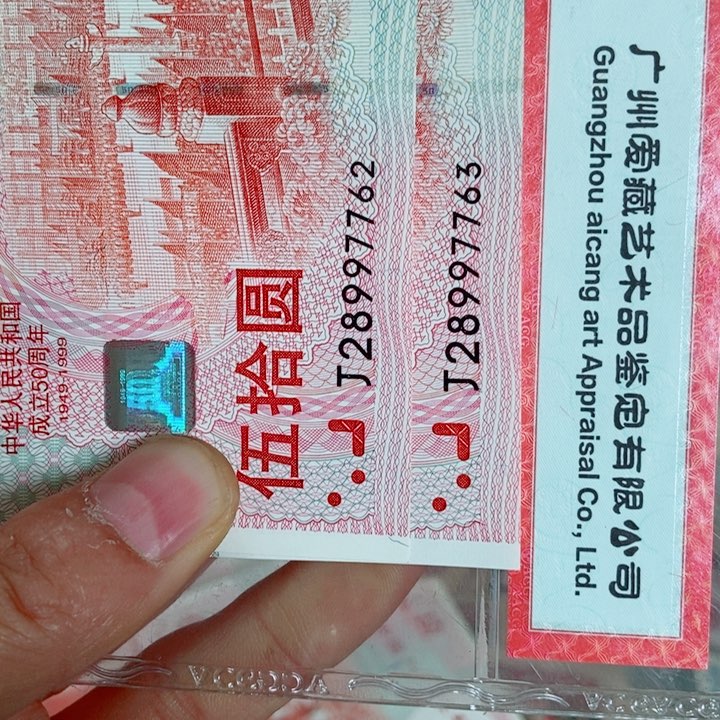 广州爱藏艺术品鉴定有限公司
Guangzhou aicang art Appraisal Co., Ltd.
J28997763
J28997762
伍拾圆
中华人民共和国
成立50周年
1949-1999